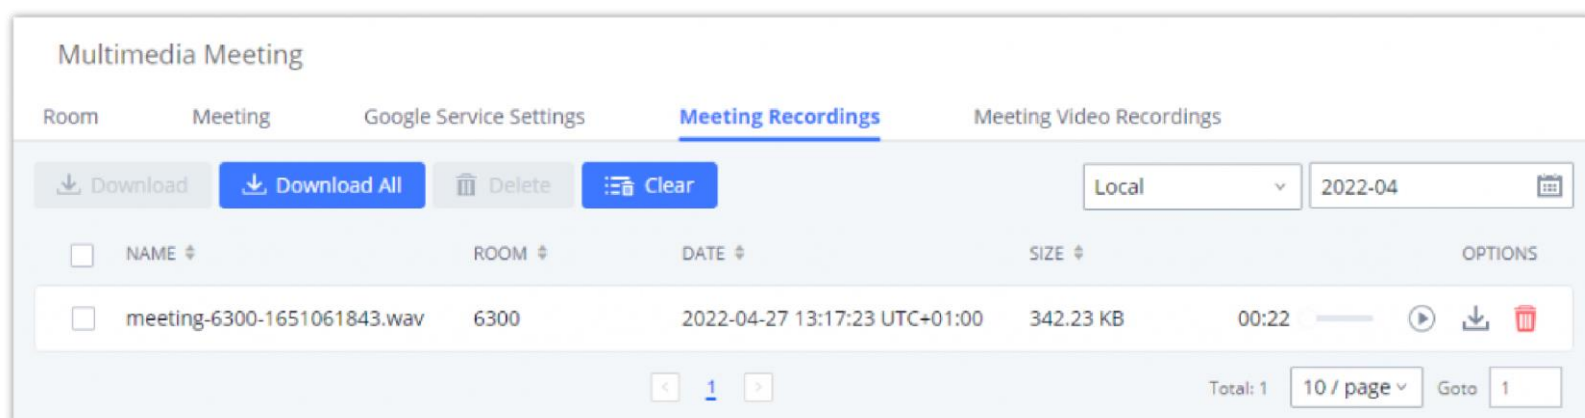 Multimedia Meeting
Room Meeting Google Service Settings Meeting Recordings Meeting Video Recordings
Download Download All Delete Clear Local 2022-04
NAME ROOM DATE SIZE OPTIONS
meeting-6300-1651061843.wav 6300 2022-04-27 13:17:23 UTC+01:00 342.23 KB 00:22
< 1 > Total: 1 10 / page Goto 1